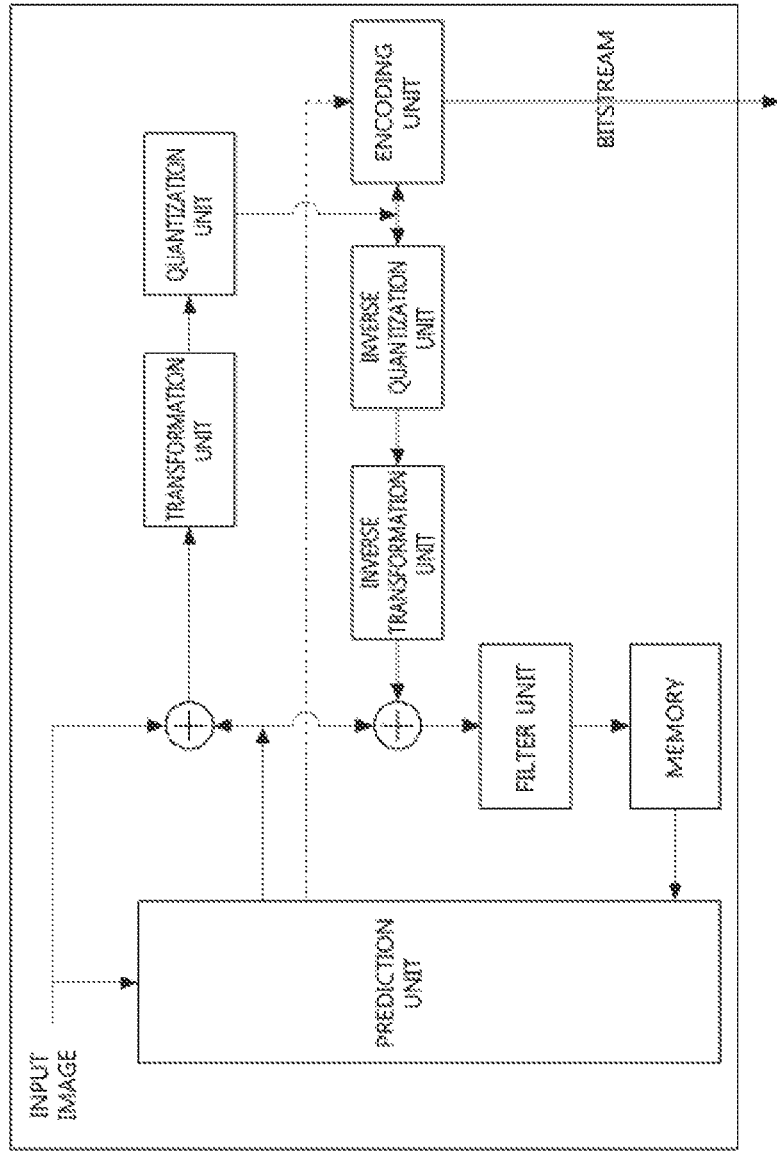 INPUT
IMAGE
TRANSFORMATION
UNIT
QUANTIZATION
UNIT
PREDICTION
UNIT
INVERSE
TRANSFORMATION
UNIT
INVERSE
QUANTIZATION
UNIT
ENCODING
UNIT
FILTER UNIT
MEMORY
BITSTREAM